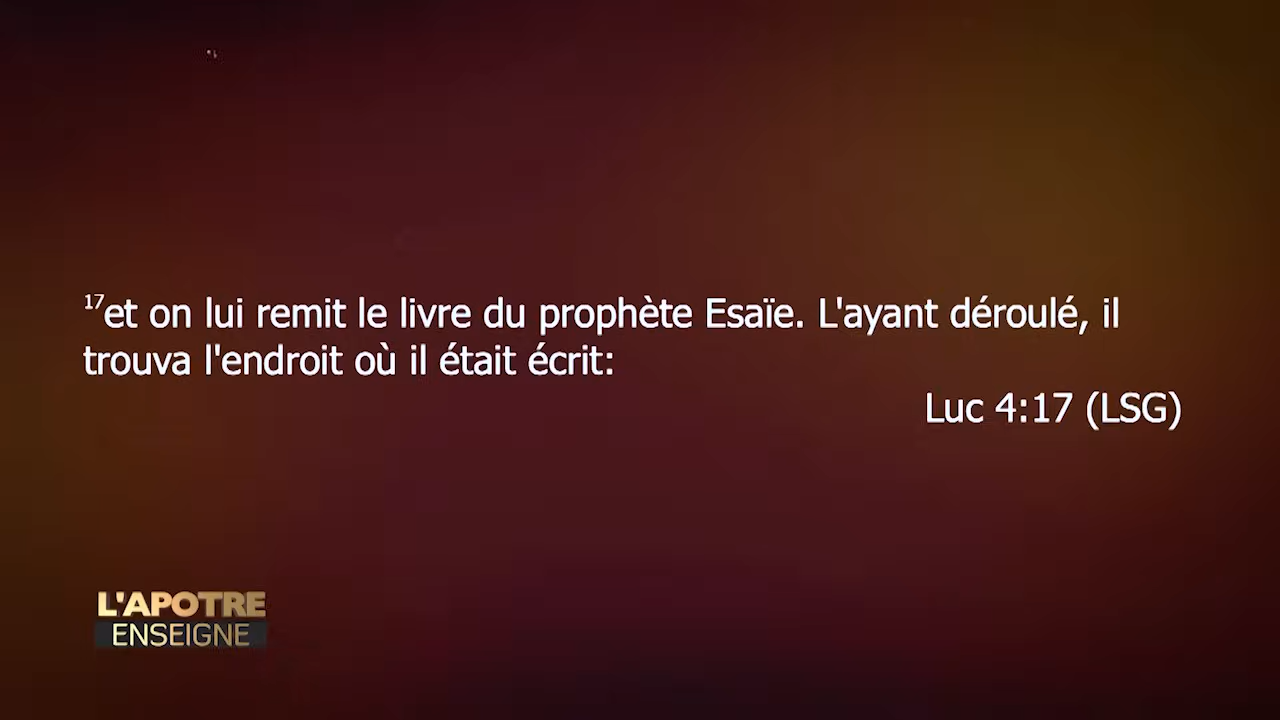 17et on lui remit le livre du prophète Esaïe. L'ayant déroulé, il
trouva l'endroit où il était écrit:
Luc 4:17 (LSG)
L'APOTRE
ENSEIGNE